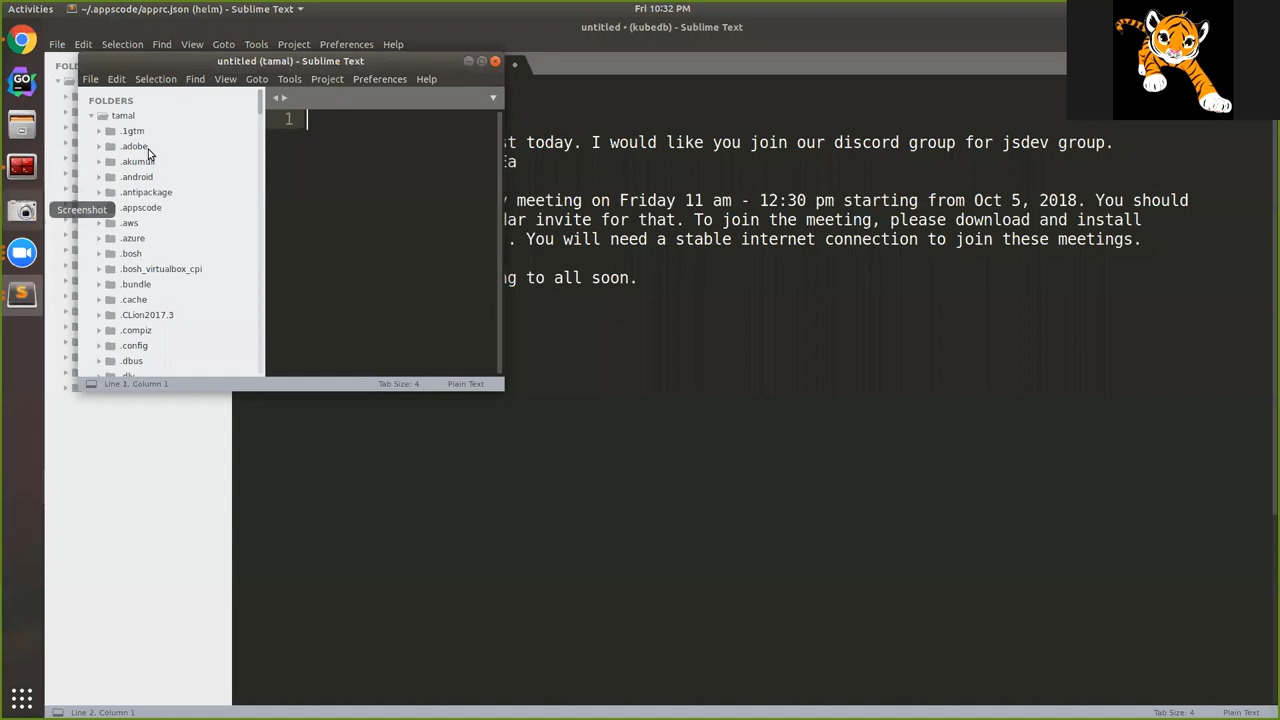 Activities
~/.appscode/apprc.json (helm) - Sublime Text
Fri 10:32 PM
untitled • (kubedb) - Sublime Text
File Edit Selection Find View Goto Tools Project Preferences Help
untitled (tamal) - Sublime Text
File Edit Selection Find View Goto Tools Project Preferences Help
FOLDERS
tamal
.1gtm
.adobe
.android
.antipackage
.appscode
.aws
.azure
.bosh
.bosh_virtualbox_cpi
.bundle
.cache
.CLion2017.3
.compiz
.config
.dbus
1
Line 1, Column 1
Tab Size: 4
Plain Text
Screenshot
GO
today. I would like you join our discord group for jsdev group.
meeting on Friday 11 am - 12:30 pm starting from Oct 5, 2018. You should
invite for that. To join the meeting, please download and install
. You will need a stable internet connection to join these meetings.
to all soon.
Line 2, Column 1
Tab Size: 4
Plain Text